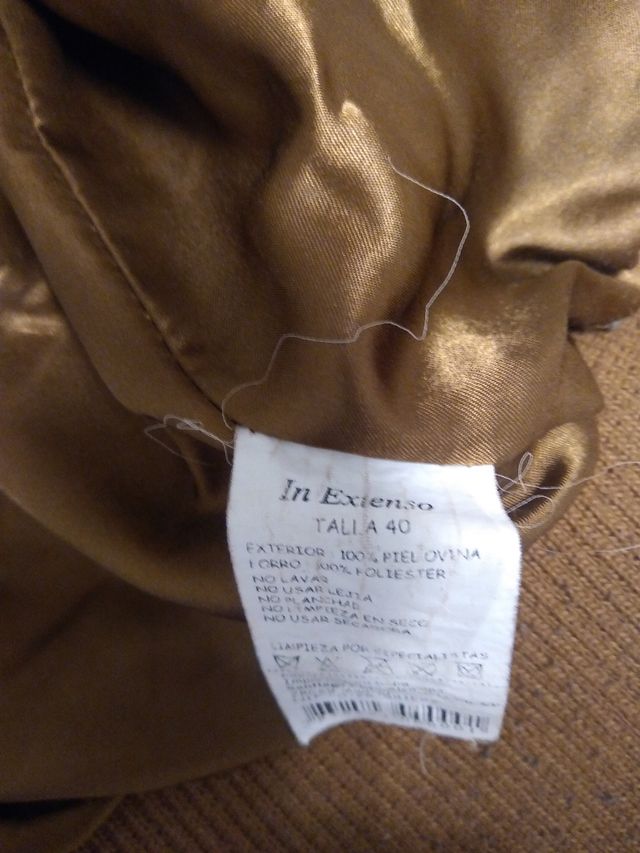 In Extenso
TALLA 40
EXTERIOR: 100% PIEL OVINA
FORRO: 100% POLIESTER
NO LAVAR
NO USAR LEJIA
NO PLANCHAR
NO LIMPIEZA EN SECO
NO USAR SECADORA
LIMPIEZA POR ESPECIALISTAS